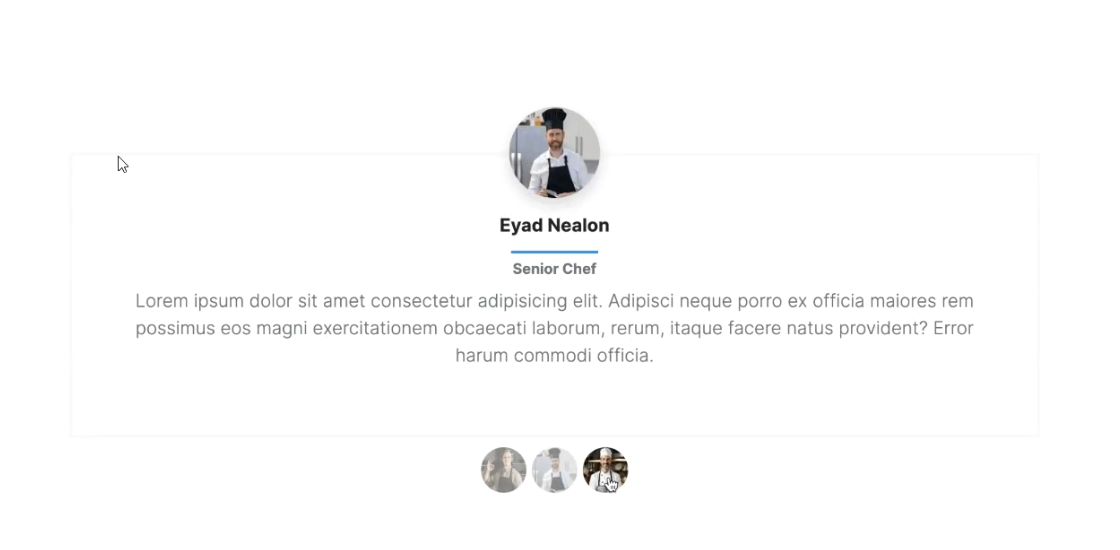 Eyad Nealon
Senior Chef
Lorem ipsum dolor sit amet consectetur adipisicing elit. Adipisci neque porro ex officia maiores rem
possimus eos magni exercitationem obcaecati laborum, rerum, itaque facere natus provident? Error
harum commodi officia.